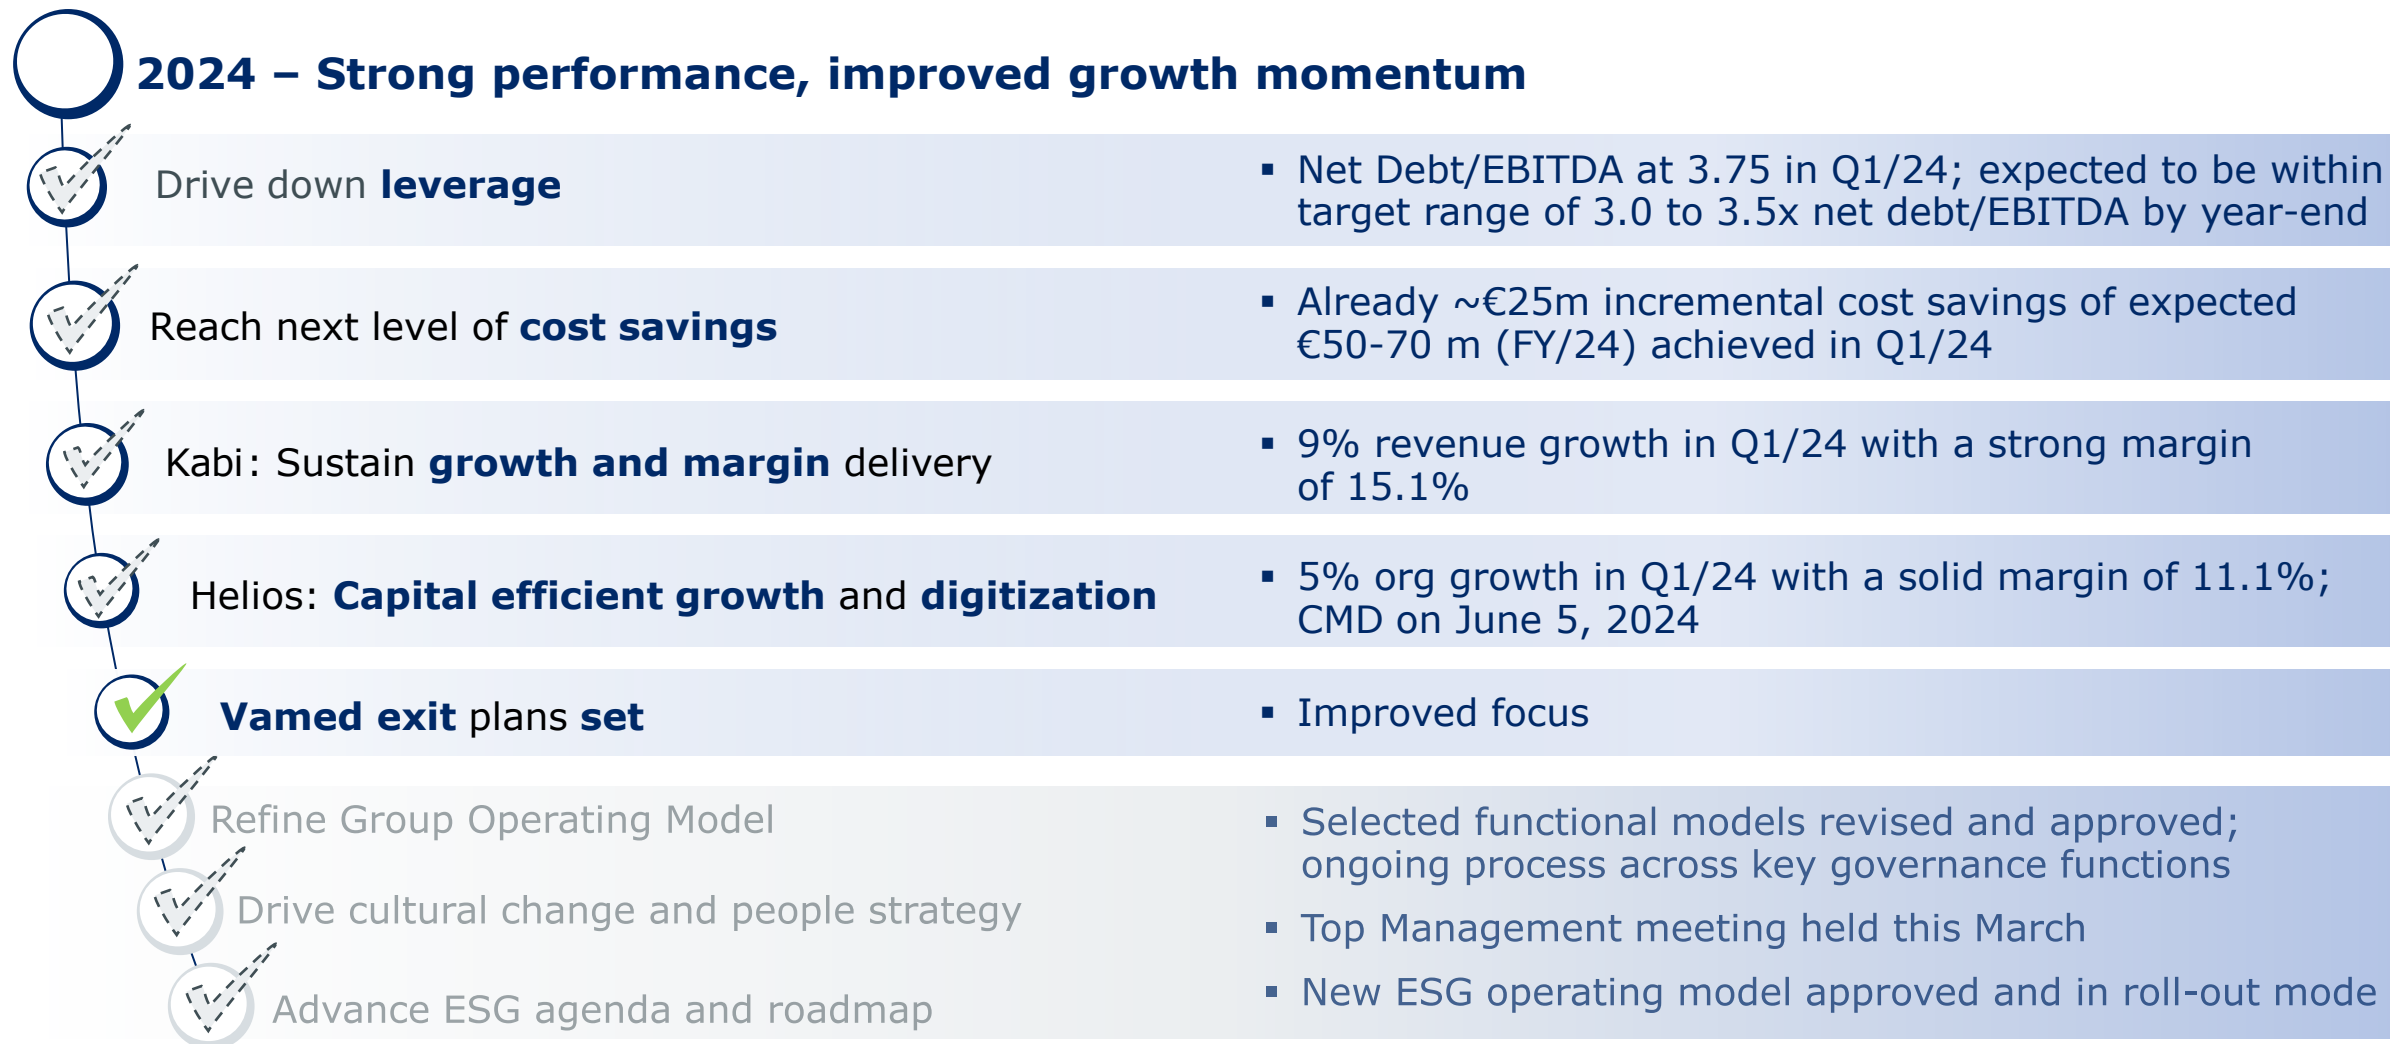 2024 – Strong performance, improved growth momentum
Drive down leverage
▪ Net Debt/EBITDA at 3.75 in Q1/24; expected to be within
target range of 3.0 to 3.5x net debt/EBITDA by year-end
Reach next level of cost savings
▪ Already ~€25m incremental cost savings of expected
€50-70 m (FY/24) achieved in Q1/24
Kabi: Sustain growth and margin delivery
▪ 9% revenue growth in Q1/24 with a strong margin
of 15.1%
Helios: Capital efficient growth and digitization
▪ 5% org growth in Q1/24 with a solid margin of 11.1%;
CMD on June 5, 2024
Vamed exit plans set
▪ Improved focus
Refine Group Operating Model
▪ Selected functional models revised and approved;
ongoing process across key governance functions
Drive cultural change and people strategy
▪ Top Management meeting held this March
Advance ESG agenda and roadmap
▪ New ESG operating model approved and in roll-out mode